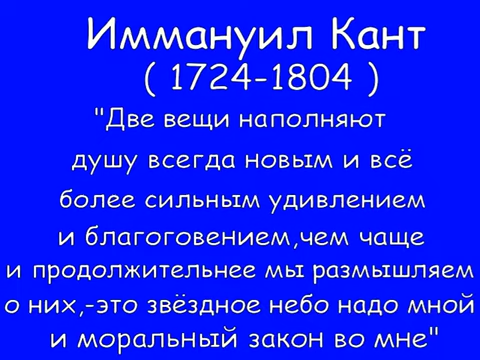 Иммануил Кант
( 1724-1804 )
"Две вещи наполняют
душу всегда новым и всё
более сильным удивлением
и благоговением,чем чаще
и продолжительнее мы размышляем
о них,-это звёздное небо надо мной
и моральный закон во мне"